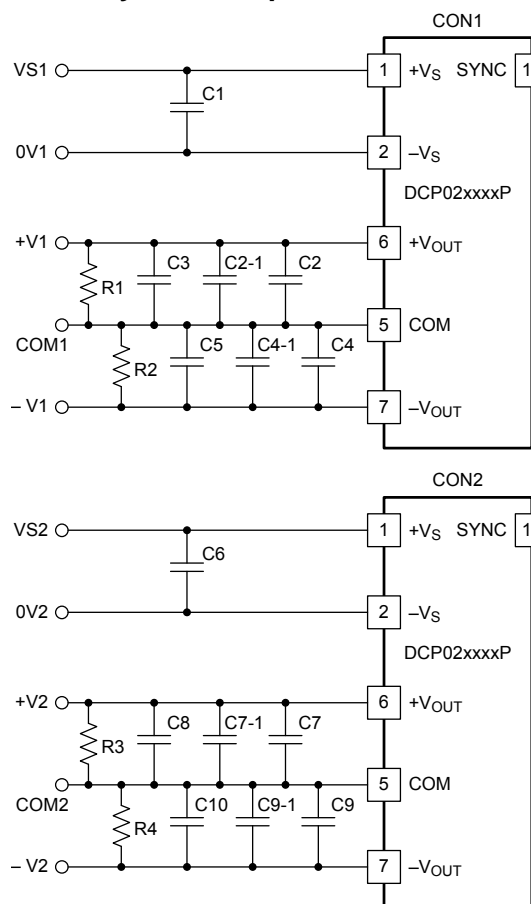 CON1
VS1
1
+VS
SYNC
1
C1
0V1
2
–VS
DCP02xxxxP
+V1
6
+VOUT
R1
C3
C2-1
C2
COM1
5
COM
R2
C5
C4-1
C4
– V1
7
–VOUT
CON2
VS2
1
+VS
SYNC
1
C6
0V2
2
–VS
DCP02xxxxP
+V2
6
+VOUT
R3
C8
C7-1
C7
COM2
5
COM
R4
C10
C9-1
C9
– V2
7
–VOUT